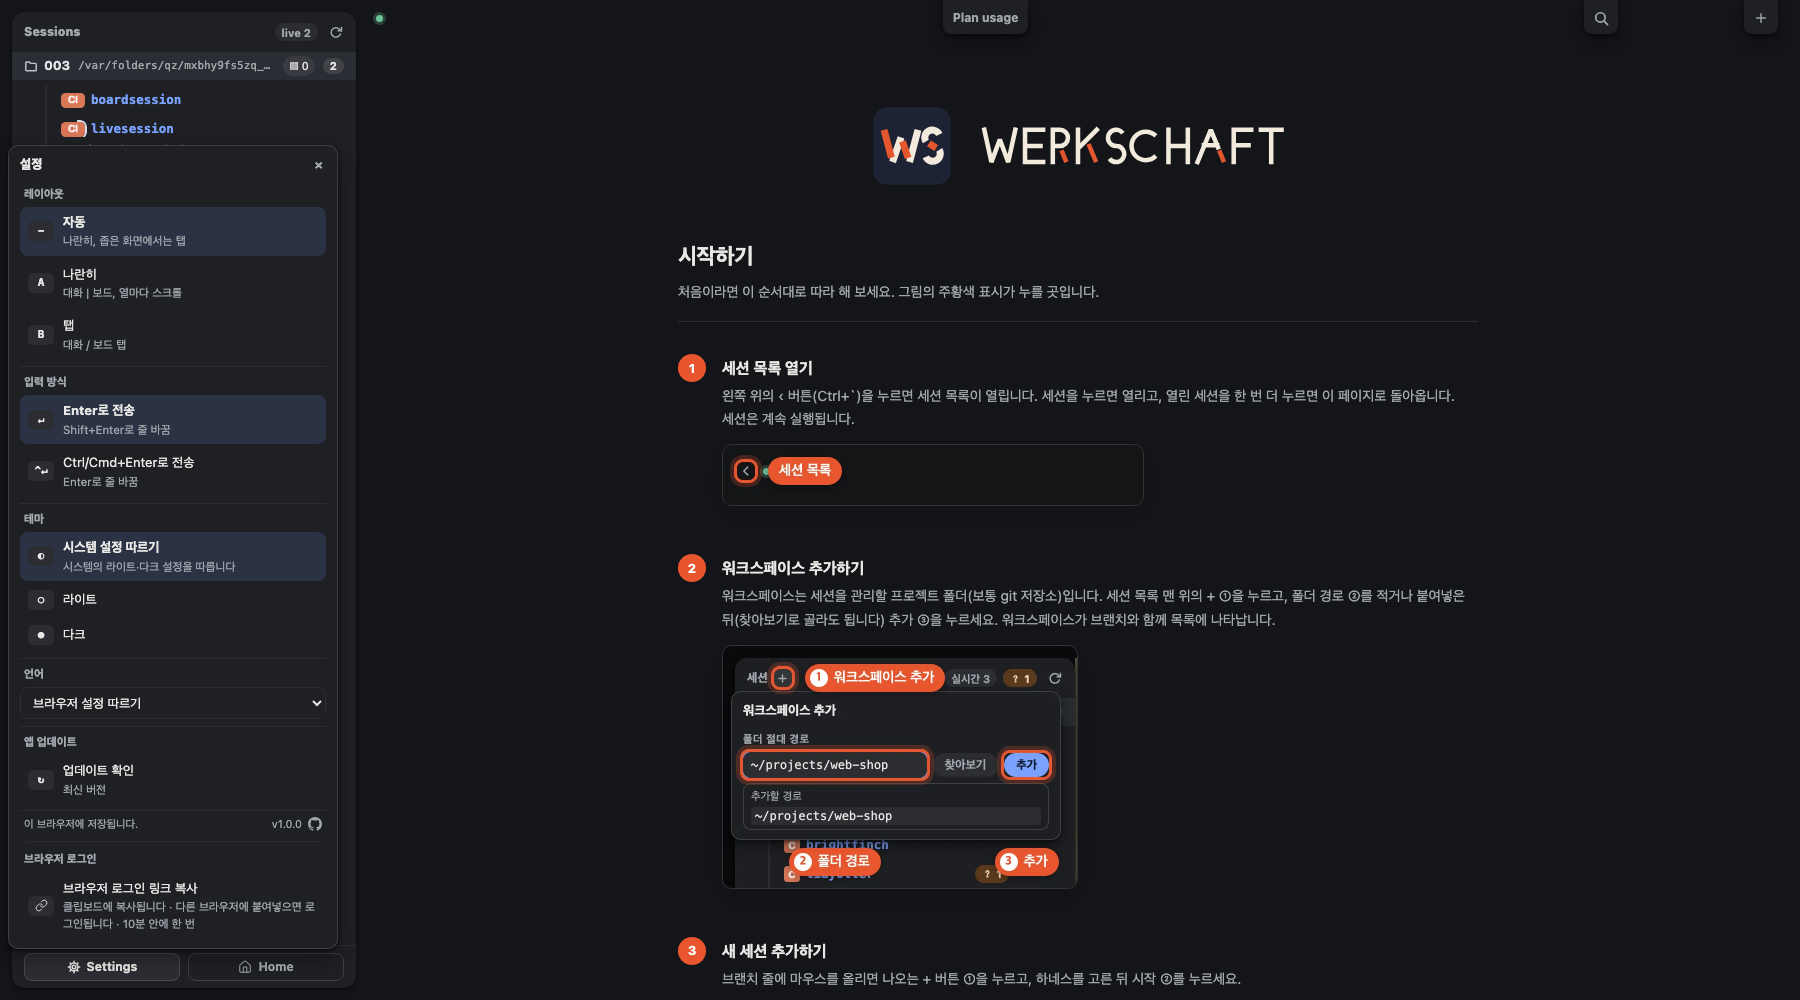 Sessions
live 2
003 /var/folders/qz/mxbhy9fs5zq_… 0 2
CI boardsession
CI livesession
설정 ×
레이아웃
자동
나란히, 좁은 화면에서는 탭
A 나란히
대화 | 보드, 열마다 스크롤
B 탭
대화 / 보드 탭
입력 방식
Enter로 전송
Shift+Enter로 줄 바꿈
Ctrl/Cmd+Enter로 전송
Enter로 줄 바꿈
테마
시스템 설정 따르기
시스템의 라이트·다크 설정을 따릅니다
라이트
다크
언어
브라우저 설정 따르기
앱 업데이트
업데이트 확인
최신 버전
이 브라우저에 저장됩니다. v1.0.0
브라우저 로그인
브라우저 로그인 링크 복사
클립보드에 복사됩니다 · 다른 브라우저에 붙여넣으면 로
그인됩니다 · 10분 안에 한 번
Settings
Home
Plan usage
WS WERKSCHAFT
시작하기
처음이라면 이 순서대로 따라 해 보세요. 그림의 주황색 표시가 누를 곳입니다.
1 세션 목록 열기
왼쪽 위의 ‹ 버튼(Ctrl+`)을 누르면 세션 목록이 열립니다. 세션을 누르면 열리고, 열린 세션을 한 번 더 누르면 이 페이지로 돌아옵니다.
세션은 계속 실행됩니다.
세션 목록
2 워크스페이스 추가하기
워크스페이스는 세션을 관리할 프로젝트 폴더(보통 git 저장소)입니다. 세션 목록 맨 위의 + ①을 누르고, 폴더 경로 ②를 적거나 붙여넣은
뒤(찾아보기로 골라도 됩니다) 추가 ③을 누르세요. 워크스페이스가 브랜치와 함께 목록에 나타납니다.
세션 + 1 워크스페이스 추가 실시간 3 ? 1
워크스페이스 추가
폴더 절대 경로
~/projects/web-shop 찾아보기 추가
추가할 경로
~/projects/web-shop
C brightfinch
2 폴더 경로 3 추가
C ? 1
3 새 세션 추가하기
브랜치 줄에 마우스를 올리면 나오는 + 버튼 ①을 누르고, 하네스를 고른 뒤 시작 ②를 누르세요.